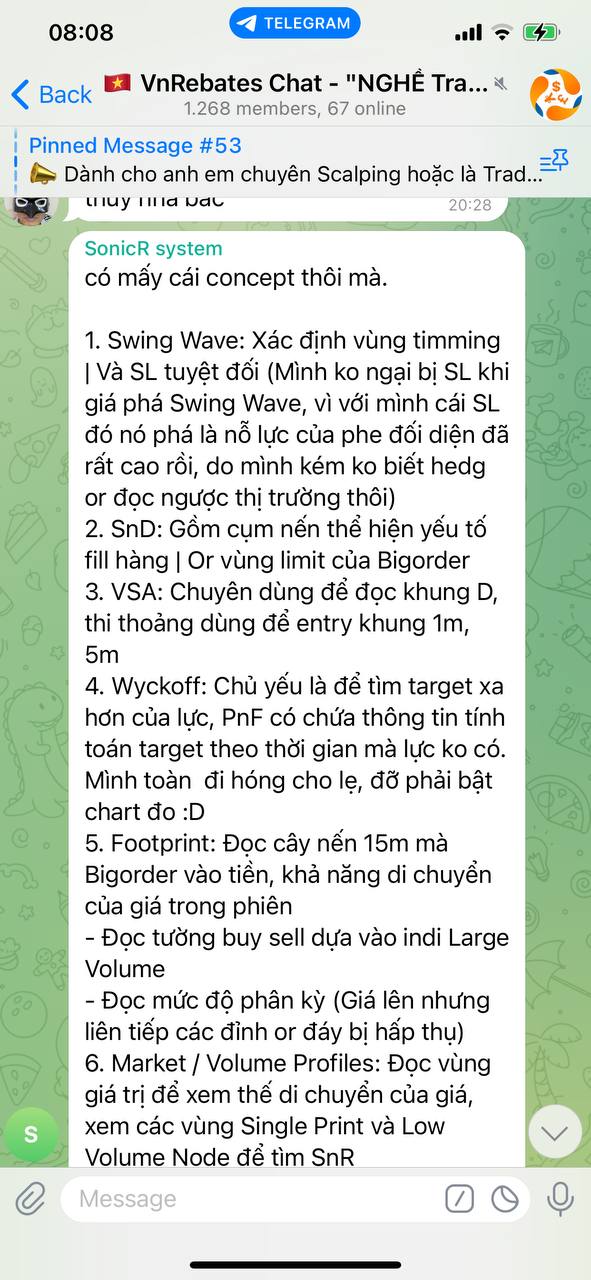 08:08
TELEGRAM
Back
🇻🇳 VnRebates Chat - "NGHỀ Tra...
1.268 members, 67 online
Pinned Message #53
📣 Dành cho anh em chuyên Scalping hoặc là Trad...
thủy nhà bác
20:28
SonicR system
có mấy cái concept thôi mà.
1. Swing Wave: Xác định vùng timming
| Và SL tuyệt đối (Mình ko ngại bị SL khi
giá phá Swing Wave, vì với mình cái SL
đó nó phá là nỗ lực của phe đối diện đã
rất cao rồi, do mình kém ko biết hedg
or đọc ngược thị trường thôi)
2. SnD: Gồm cụm nến thể hiện yếu tố
fill hàng | Or vùng limit của Bigorder
3. VSA: Chuyên dùng để đọc khung D,
thi thoảng dùng để entry khung 1m,
5m
4. Wyckoff: Chủ yếu là để tìm target xa
hơn của lực, PnF có chứa thông tin tính
toán target theo thời gian mà lực ko có.
Mình toàn  đi hóng cho lẹ, đỡ phải bật
chart đo :D
5. Footprint: Đọc cây nến 15m mà
Bigorder vào tiền, khả năng di chuyển
của giá trong phiên
- Đọc tường buy sell dựa vào indi Large
Volume
- Đọc mức độ phân kỳ (Giá lên nhưng
liên tiếp các đỉnh or đáy bị hấp thụ)
6. Market / Volume Profiles: Đọc vùng
giá trị để xem thế di chuyển của giá,
xem các vùng Single Print và Low
Volume Node để tìm SnR
S
Message